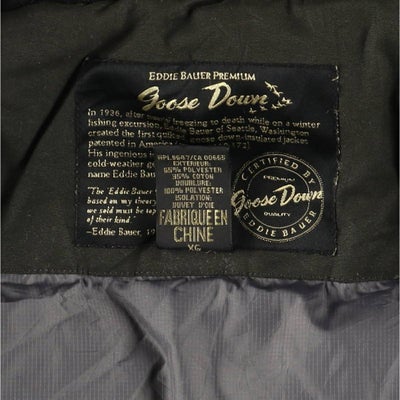 EDDIE BAUER PREMIUM
Goose Down
In 1936, after nearly freezing to death while on a winter
fishing excursion, Eddie Bauer of Seattle, Washington
created the first quilted goose down-insulated jacket
patented in America
His ingenious
cold-weather
name Eddie Bauer
"The 'Eddie Bauer
based on my
we sold must be
of their kind."
–Eddie Bauer, 19
RPL8607/CA 00665
EXTERIEUR:
65% POLYESTER
35% COTON
DOUBLURE:
100% POLYESTER
ISOLATION:
DUVET D'OIE
FABRIQUE EN
CHINE
XG
CERTIFIED BY
PREMIUM
Goose Down
QUALITY
EDDIE BAUER